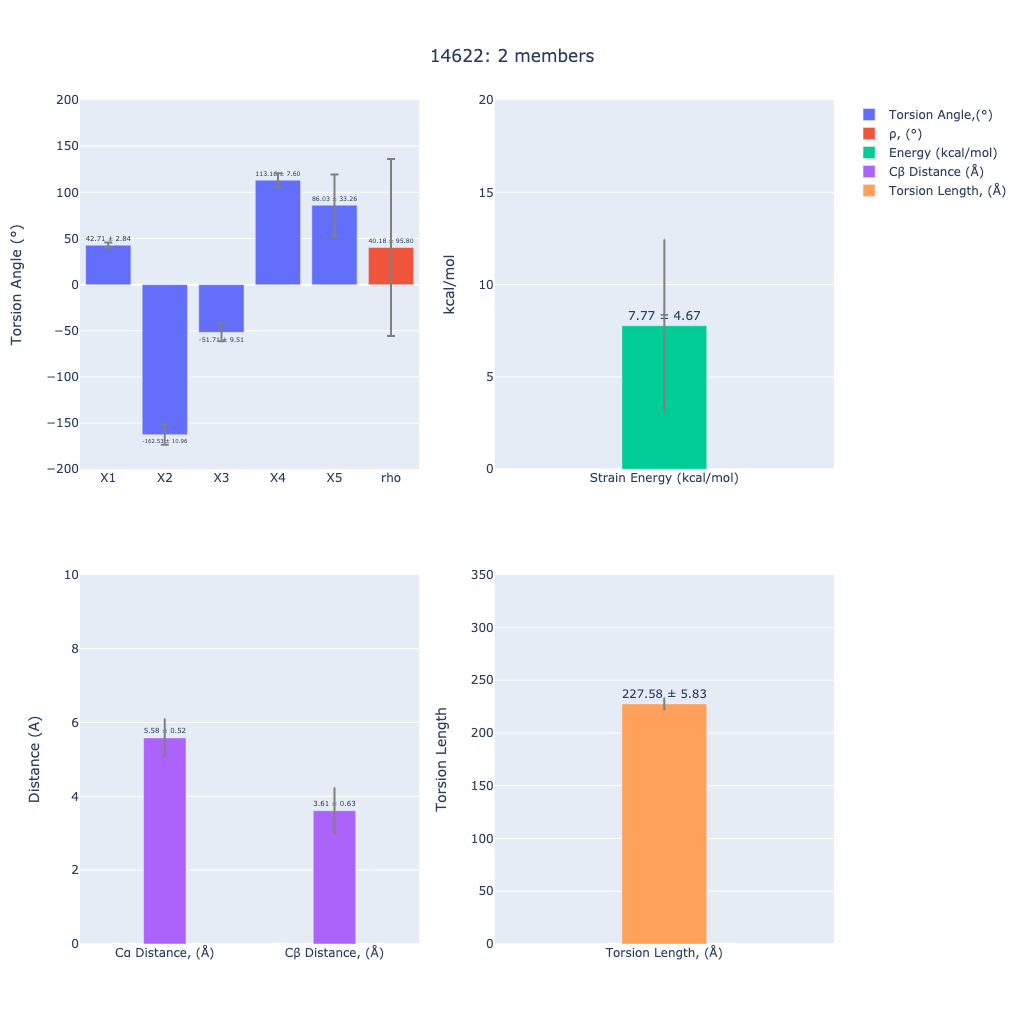 14622: 2 members
200
150
100
50
0
−50
−100
−150
−200
Torsion Angle (°)
42.71 ± 2.84
-162.53 ± 10.96
-51.71 ± 9.51
86.03 ± 33.26
40.18 ± 95.80
X1 X2 X3 X4 X5 rho
20
15
10
5
0
kcal/mol
7.77 ± 4.67
Strain Energy (kcal/mol)
Torsion Angle,(°)
ρ, (°)
Energy (kcal/mol)
Cβ Distance (Å)
Torsion Length, (Å)
10
8
6
4
2
0
Distance (A)
5.58 ± 0.52
3.61 ± 0.63
Cα Distance, (Å) Cβ Distance, (Å)
350
300
250
200
150
100
50
0
Torsion Length
227.58 ± 5.83
Torsion Length, (Å)